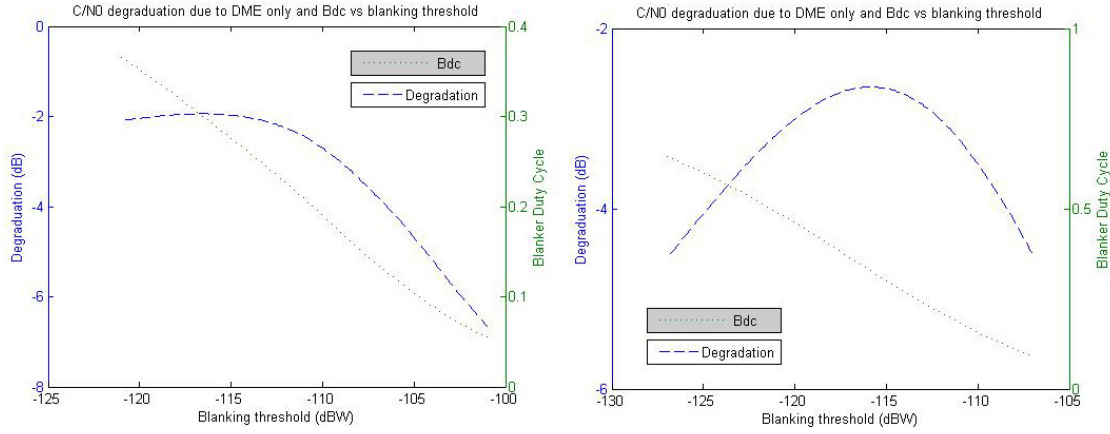 C/N0 degraduation due to DME only and Bdc vs blanking threshold
0
-2
-4
-6
-8
Degraduation (dB)
Bdc
Degradation
0.4
0.3
0.2
0.1
0
Blanker Duty Cycle
-125
-120
-115
-110
-105
-100
Blanking threshold (dBW)
C/N0 degraduation due to DME only and Bdc vs blanking threshold
-2
-4
-6
Degraduation (dB)
Bdc
Degradation
1
0.5
0
Blanker Duty Cycle
-130
-125
-120
-115
-110
-105
Blanking threshold (dBW)